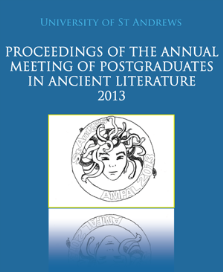 UNIVERSITY OF ST ANDREWS
PROCEEDINGS OF THE ANNUAL
MEETING OF POSTGRADUATES
IN ANCIENT LITERATURE
2013